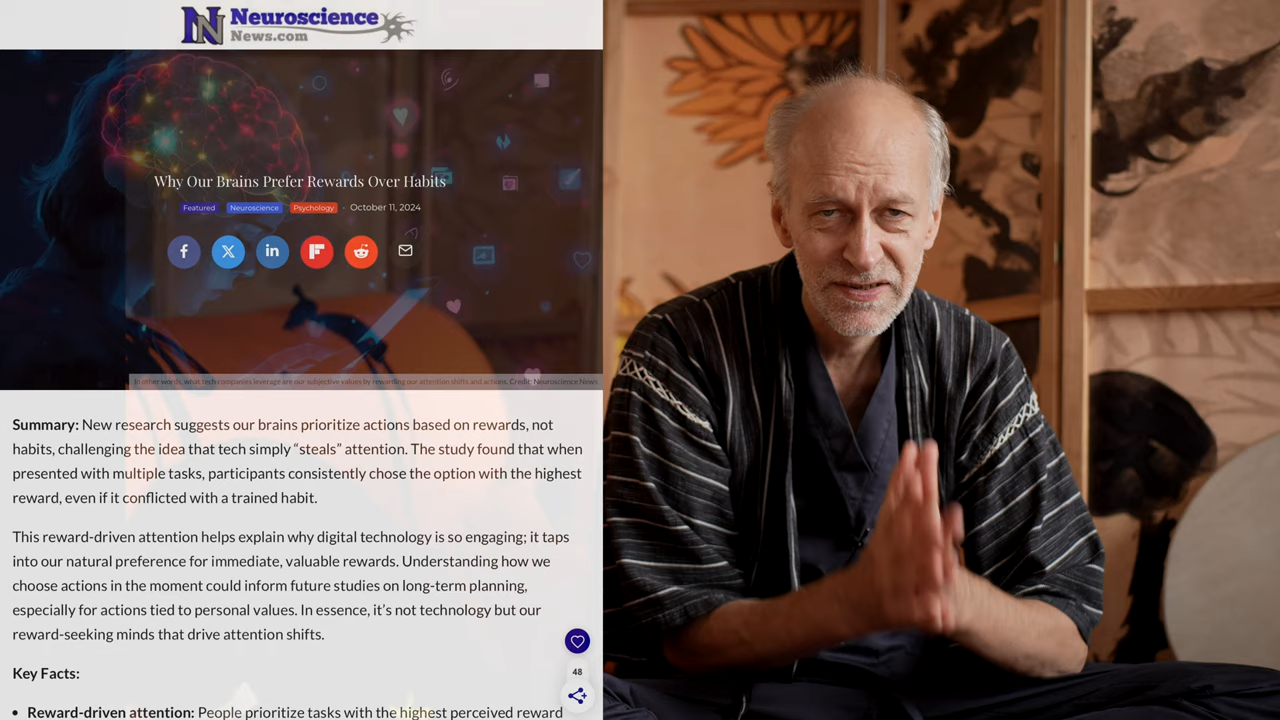 Neuroscience
News.com
Why Our Brains Prefer Rewards Over Habits
Featured Neuroscience Psychology · October 11, 2024
In other words, what tech companies leverage are our subjective values by rewarding our attention shifts and actions. Credit: Neuroscience News
Summary: New research suggests our brains prioritize actions based on rewards, not
habits, challenging the idea that tech simply “steals” attention. The study found that when
presented with multiple tasks, participants consistently chose the option with the highest
reward, even if it conflicted with a trained habit.
This reward-driven attention helps explain why digital technology is so engaging; it taps
into our natural preference for immediate, valuable rewards. Understanding how we
choose actions in the moment could inform future studies on long-term planning,
especially for actions tied to personal values. In essence, it’s not technology but our
reward-seeking minds that drive attention shifts.
48
Key Facts:
• Reward-driven attention: People prioritize tasks with the highest perceived reward